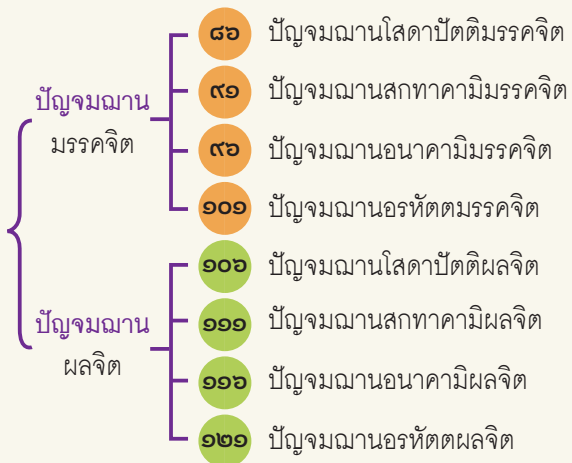 ปัญจมฌาน
มรรคจิต
๘๖ ปัญจมฌานโสดาปัตติมรรคจิต
๙๑ ปัญจมฌานสกทาคามิมรรคจิต
๙๖ ปัญจมฌานอนาคามิมรรคจิต
๑๐๑ ปัญจมฌานอรหัตตมรรคจิต
ปัญจมฌาน
ผลจิต
๑๐๖ ปัญจมฌานโสดาปัตติผลจิต
๑๑๑ ปัญจมฌานสกทาคามิผลจิต
๑๑๖ ปัญจมฌานอนาคามิผลจิต
๑๒๑ ปัญจมฌานอรหัตตผลจิต